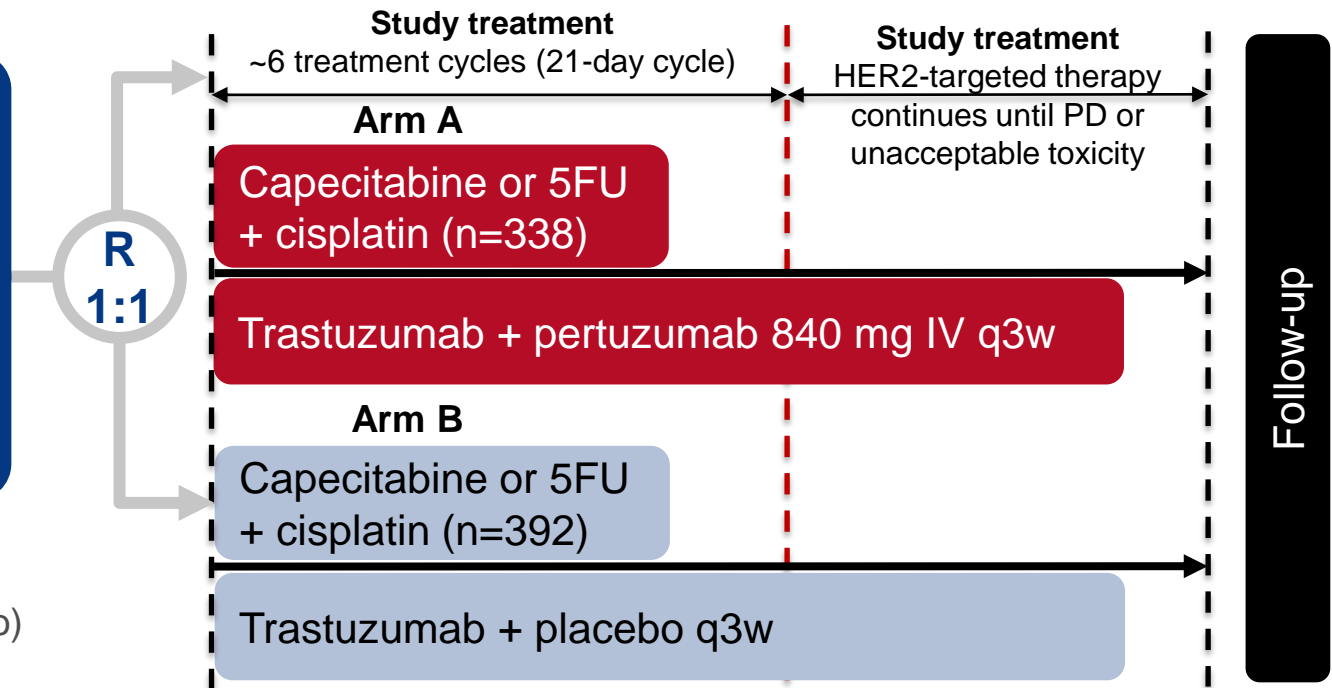 Study treatment
~6 treatment cycles (21-day cycle)
Study treatment
HER2-targeted therapy
continues until PD or
unacceptable toxicity
R
1:1
Arm A
Capecitabine or 5FU
+ cisplatin (n=338)
Trastuzumab + pertuzumab 840 mg IV q3w
Arm B
Capecitabine or 5FU
+ cisplatin (n=392)
Trastuzumab + placebo q3w
Follow-up